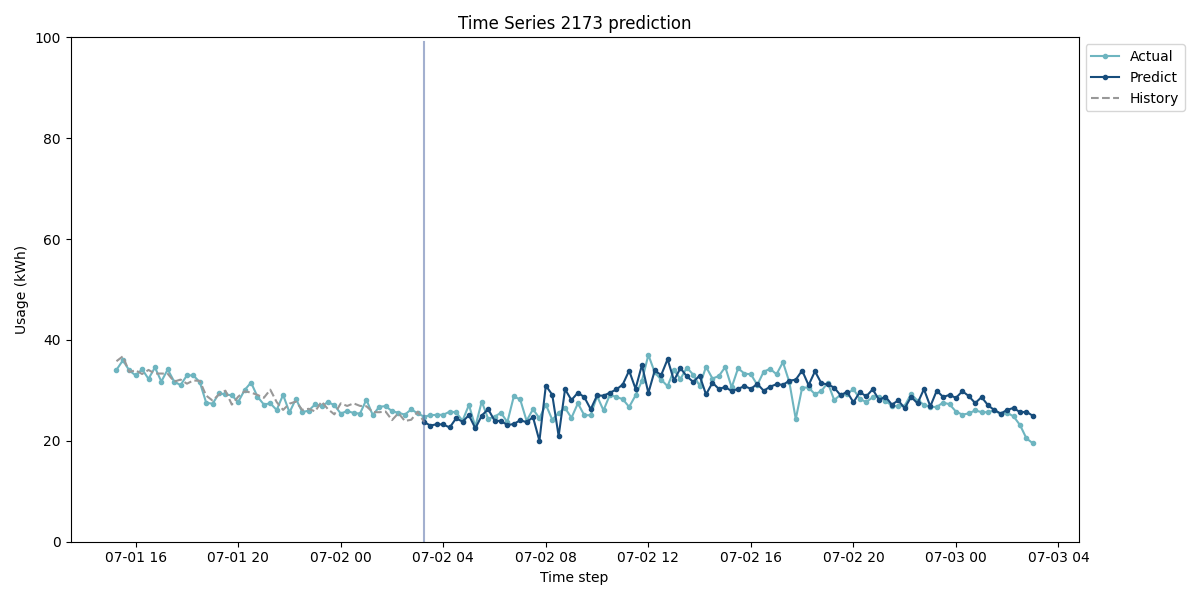 Time Series 2173 prediction
Usage (kWh)
100
80
60
40
20
0
07-01 16
07-01 20
07-02 00
07-02 04
07-02 08
07-02 12
07-02 16
07-02 20
07-03 00
07-03 04
Time step
Actual
Predict
History